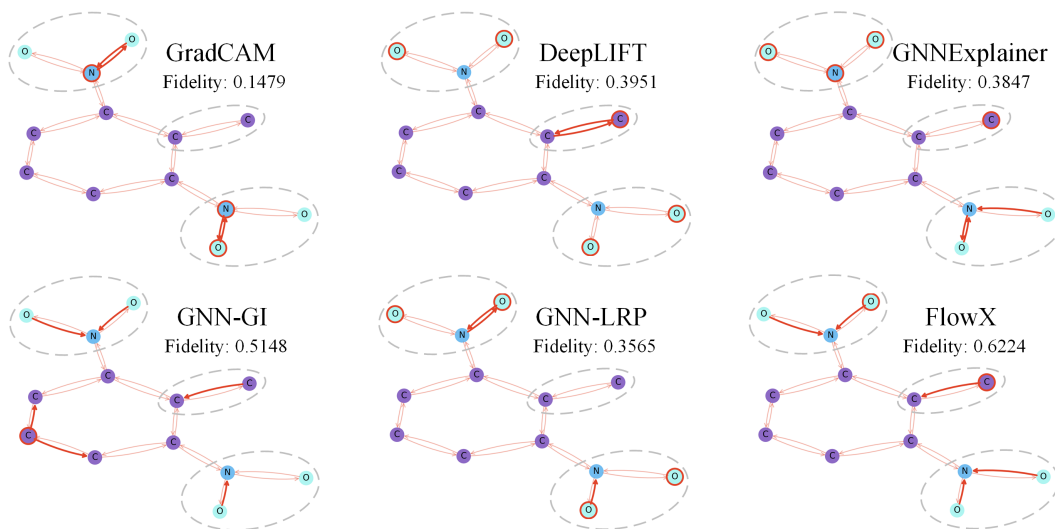 GradCAM
Fidelity: 0.1479
O
O
N
C
C
C
C
C
C
C
N
O
O
DeepLIFT
Fidelity: 0.3951
O
O
N
C
C
C
C
C
C
C
N
O
O
GNNExplainer
Fidelity: 0.3847
O
O
N
C
C
C
C
C
C
C
N
O
O
GNN-GI
Fidelity: 0.5148
O
O
N
C
C
C
C
C
C
C
N
O
O
GNN-LRP
Fidelity: 0.3565
O
O
N
C
C
C
C
C
C
C
N
O
O
FlowX
Fidelity: 0.6224
O
O
N
C
C
C
C
C
C
C
N
O
O